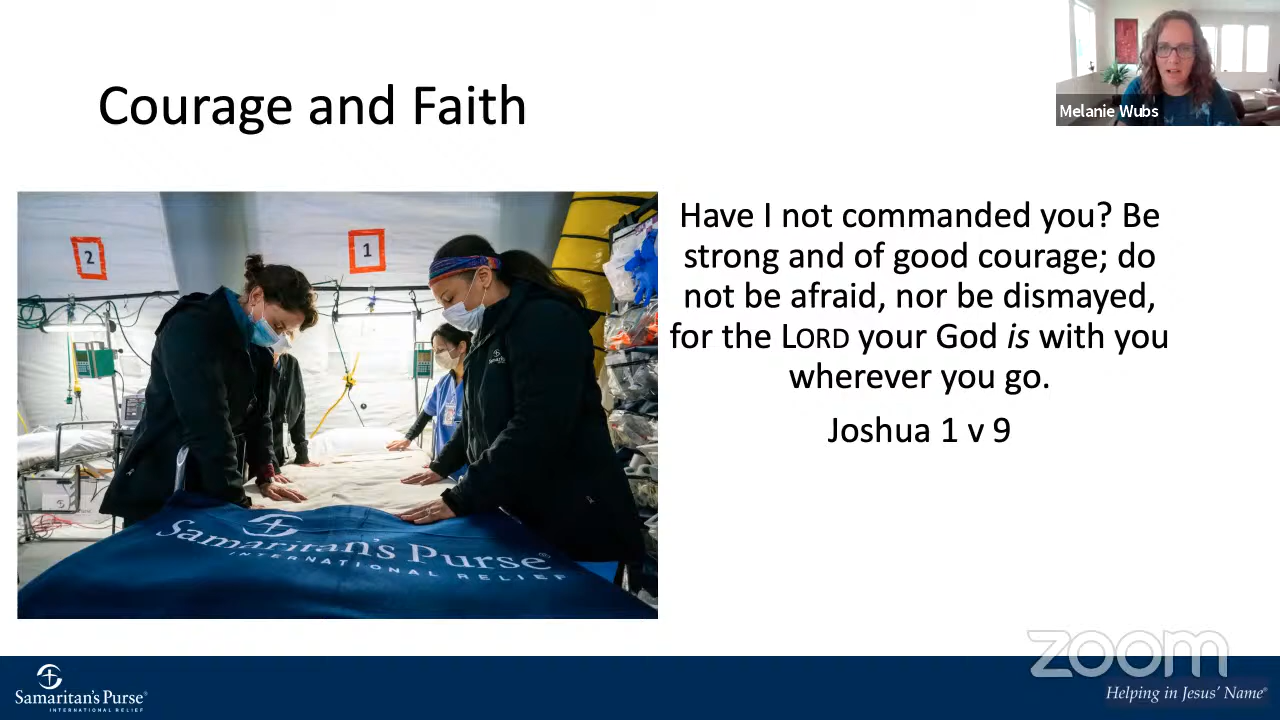 Courage and Faith
Melanie Wubs
2
1
Samaritan's Purse®
INTERNATIONAL RELIEF
Have I not commanded you? Be
strong and of good courage; do
not be afraid, nor be dismayed,
for the LORD your God is with you
wherever you go.
Joshua 1 v 9
zoom
Samaritan's Purse®
INTERNATIONAL RELIEF
Helping in Jesus' Name®